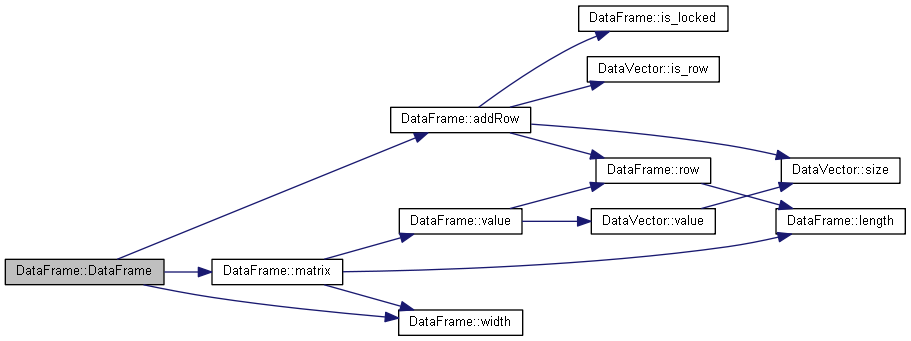 DataFrame::is_locked
DataVector::is_row
DataFrame::addRow
DataFrame::row
DataVector::size
DataFrame::value
DataVector::value
DataFrame::length
DataFrame::DataFrame
DataFrame::matrix
DataFrame::width